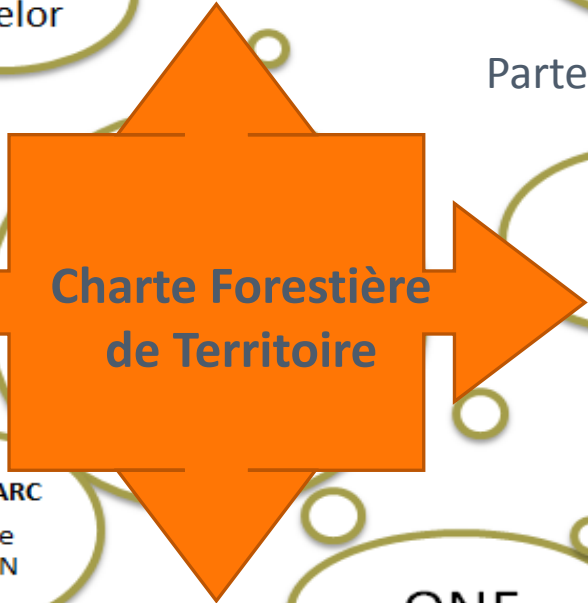 elor
Parte
Charte Forestière
de Territoire
ARC
e
N
ONF